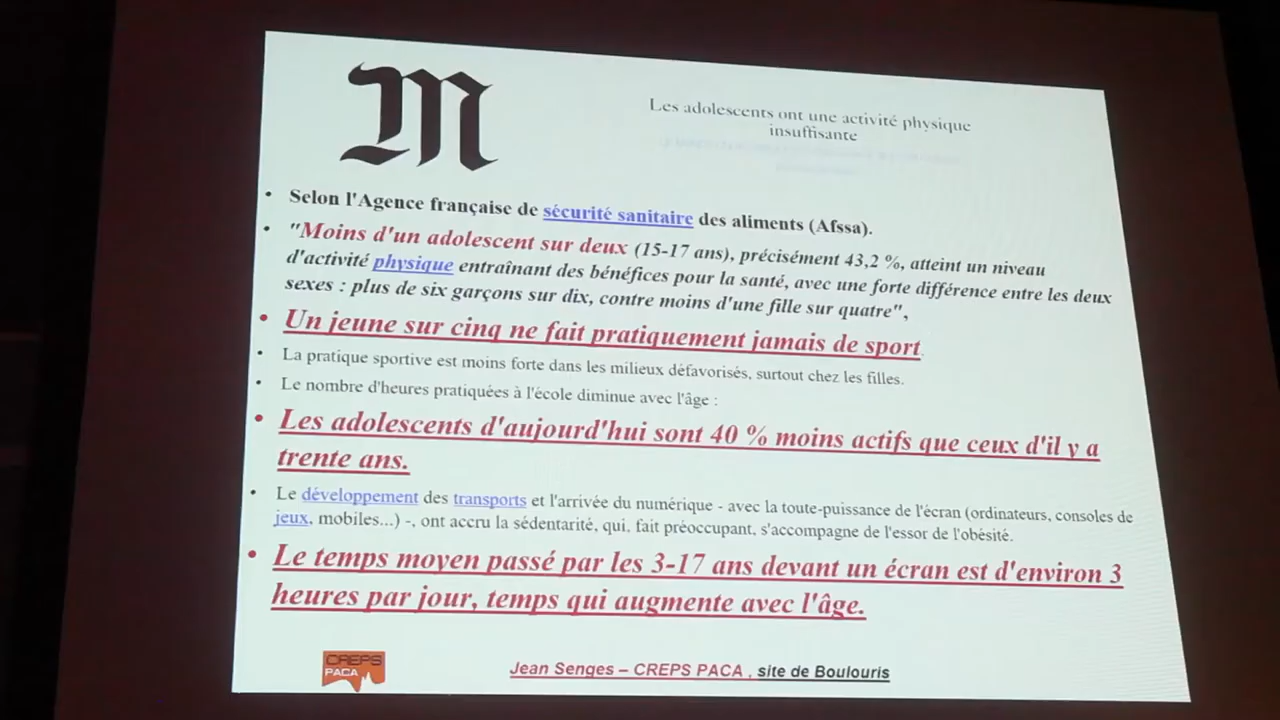 M
Les adolescents ont une activité physique
insuffisante
• Selon l'Agence française de sécurité sanitaire des aliments (Afssa).
• "Moins d'un adolescent sur deux (15-17 ans), précisément 43,2 %, atteint un niveau
d'activité physique entraînant des bénéfices pour la santé, avec une forte différence entre les deux
sexes : plus de six garçons sur dix, contre moins d'une fille sur quatre",
• Un jeune sur cinq ne fait pratiquement jamais de sport.
• La pratique sportive est moins forte dans les milieux défavorisés, surtout chez les filles.
• Le nombre d'heures pratiquées à l'école diminue avec l'âge :
• Les adolescents d'aujourd'hui sont 40 % moins actifs que ceux d'il y a
trente ans.
• Le développement des transports et l'arrivée du numérique - avec la toute-puissance de l'écran (ordinateurs, consoles de
jeux, mobiles...) -, ont accru la sédentarité, qui, fait préoccupant, s'accompagne de l'essor de l'obésité.
• Le temps moyen passé par les 3-17 ans devant un écran est d'environ 3
heures par jour, temps qui augmente avec l'âge.
CREPS
PACA
Jean Senges – CREPS PACA , site de Boulouris